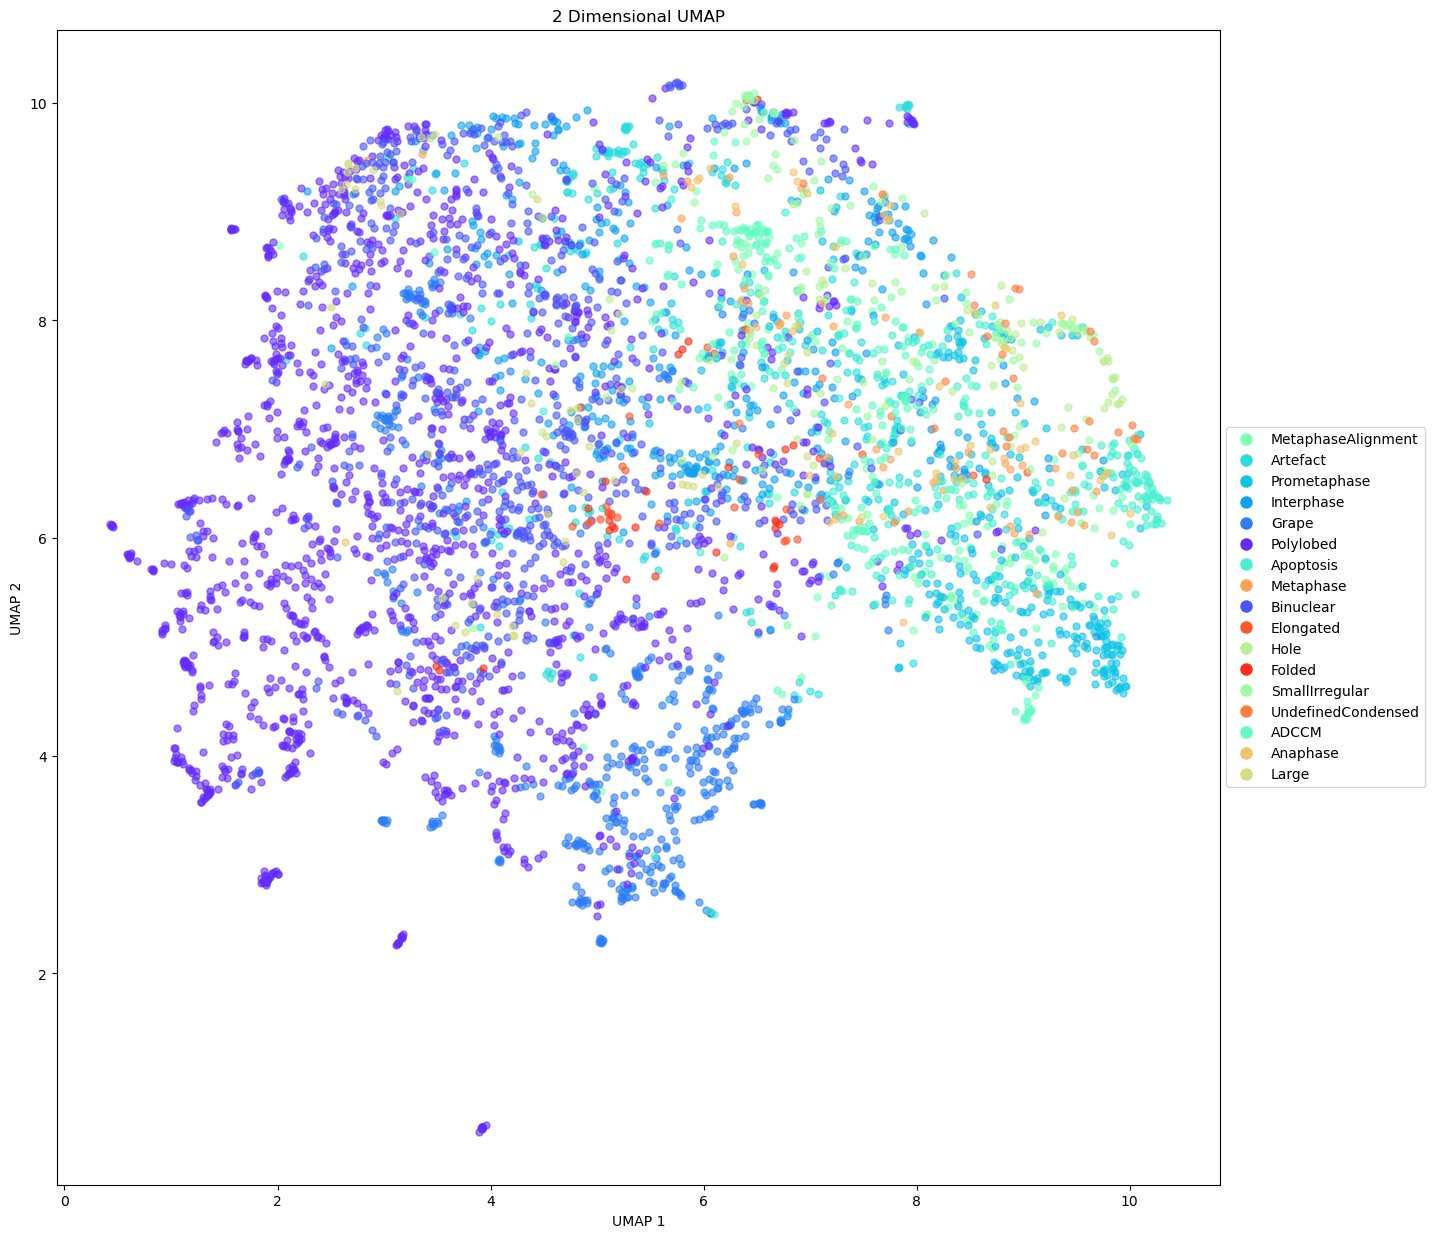 2 Dimensional UMAP
10
8
6
4
2
UMAP 2
0
2
4
6
8
10
UMAP 1
MetaphaseAlignment
Artefact
Prometaphase
Interphase
Grape
Polylobed
Apoptosis
Metaphase
Binuclear
Elongated
Hole
Folded
SmallIrregular
UndefinedCondensed
ADCCM
Anaphase
Large